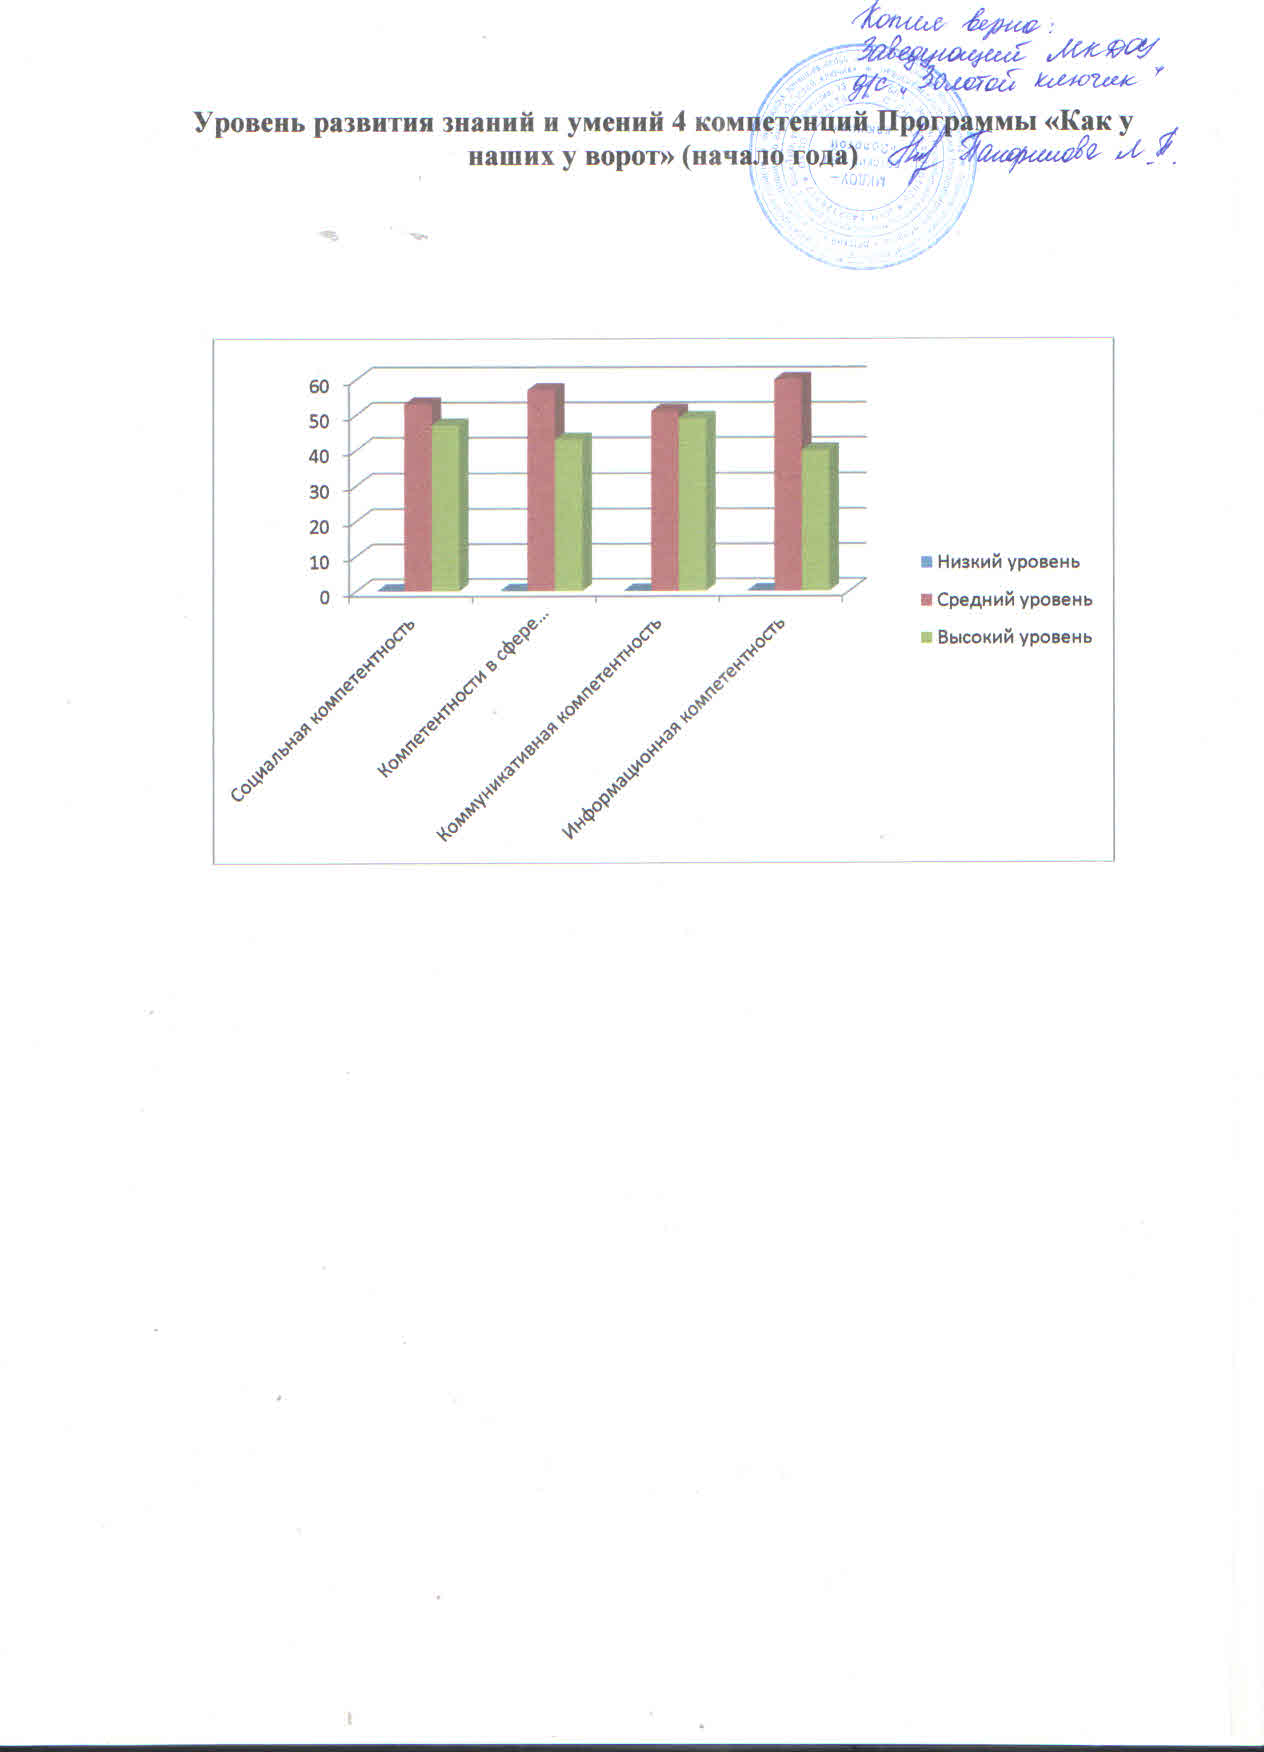 Копия верна:
Заведующий МКДОУ
д/с „Золотой ключик"
Уровень развития знаний и умений 4 компетенций Программы «Как у
наших у ворот» (начало года)
МКДОУ
60
50
40
30
20
10
0
Социальная компетентность
Компетентности в сфере...
Коммуникативная компетентность
Информационная компетентность
Низкий уровень
Средний уровень
Высокий уровень